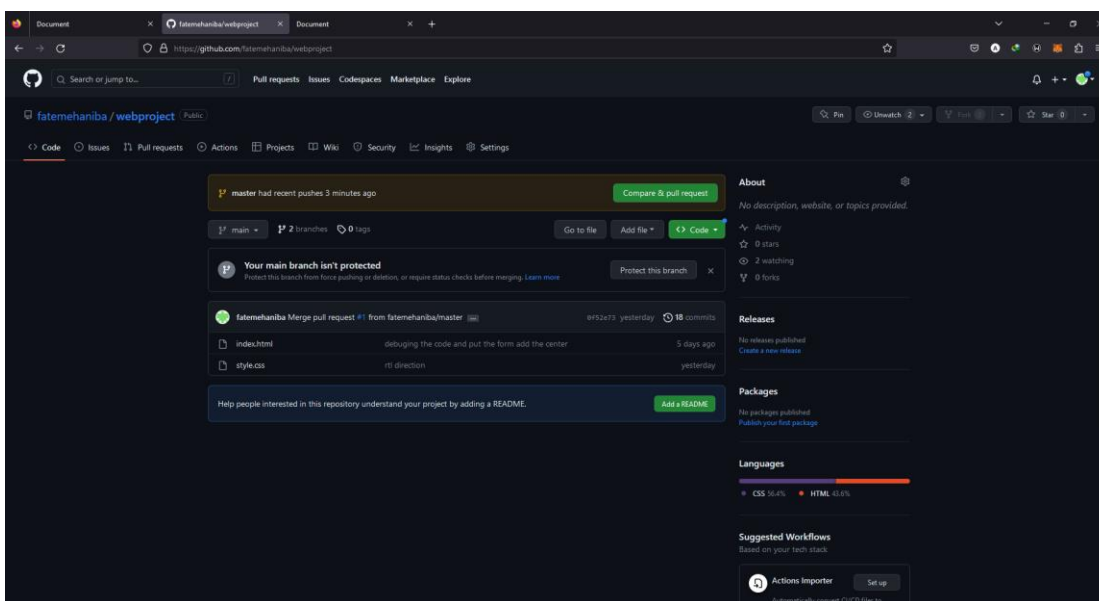 Document
fatemehaniba/webproject
Document
https://github.com/fatemehaniba/webproject
Search or jump to...
Pull requests Issues Codespaces Marketplace Explore
fatemehaniba / webproject Public
Pin
Unwatch 2
Fork
Star 0
Code Issues Pull requests Actions Projects Wiki Security Insights Settings
master had recent pushes 3 minutes ago
Compare & pull request
main 2 branches 0 tags
Go to file Add file Code
Your main branch isn't protected
Protect this branch from force pushing or deletion, or require status checks before merging. Learn more
Protect this branch
fatemehaniba Merge pull request #1 from fatemehaniba/master ... 0f52e73 yesterday 18 commits
index.html debuging the code and put the form add the center 5 days ago
style.css rtl direction yesterday
Help people interested in this repository understand your project by adding a README. Add a README
About
No description, website, or topics provided.
Activity
0 stars
2 watching
0 forks
Releases
No releases published
Create a new release
Packages
No packages published
Publish your first package
Languages
CSS 56.4% HTML 43.6%
Suggested Workflows
Based on your tech stack
Actions Importer Set up
Automatically convert CI/CD files to